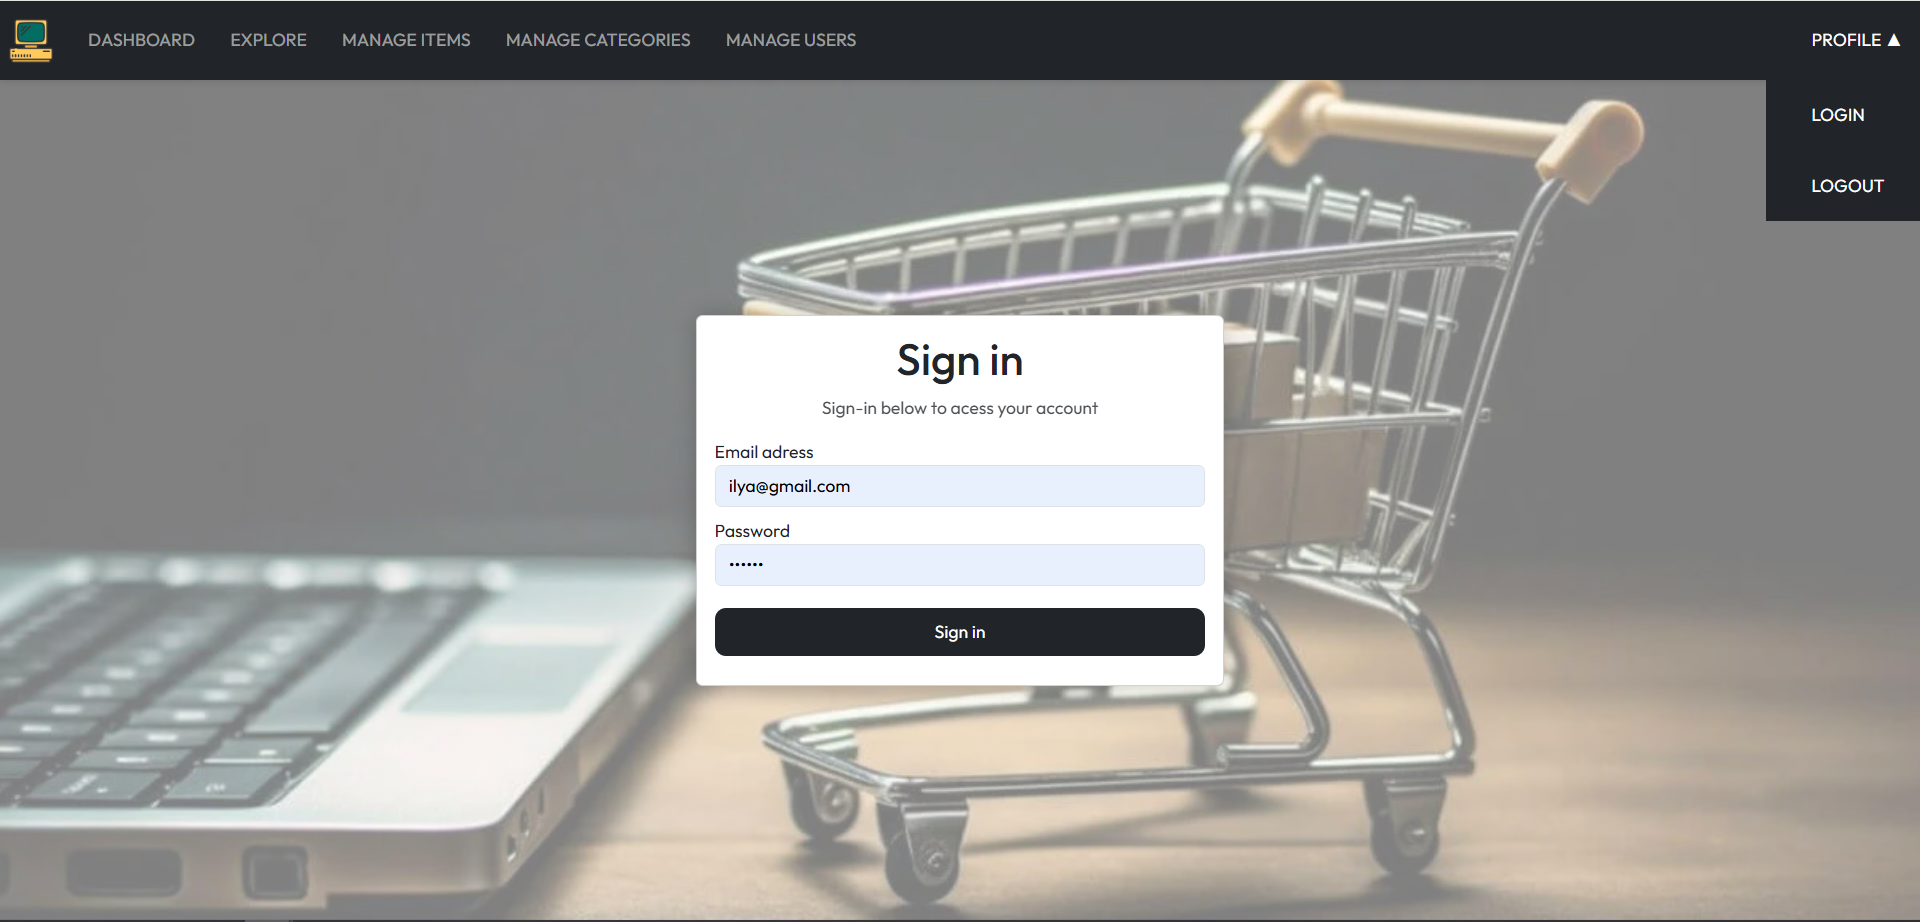 DASHBOARD EXPLORE MANAGE ITEMS MANAGE CATEGORIES MANAGE USERS PROFILE ▲
LOGIN
LOGOUT
Sign in
Sign-in below to acess your account
Email adress
ilya@gmail.com
Password
••••••
Sign in